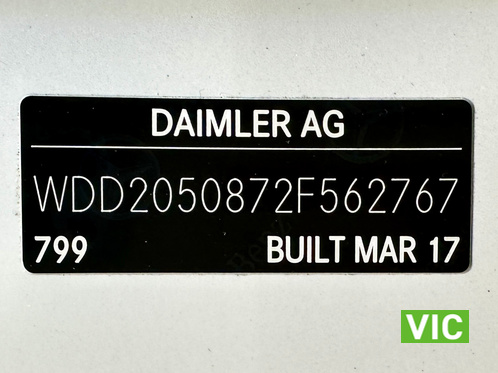 DAIMLER AG
WDD2050872F562767
799 BUILT MAR 17
VIC